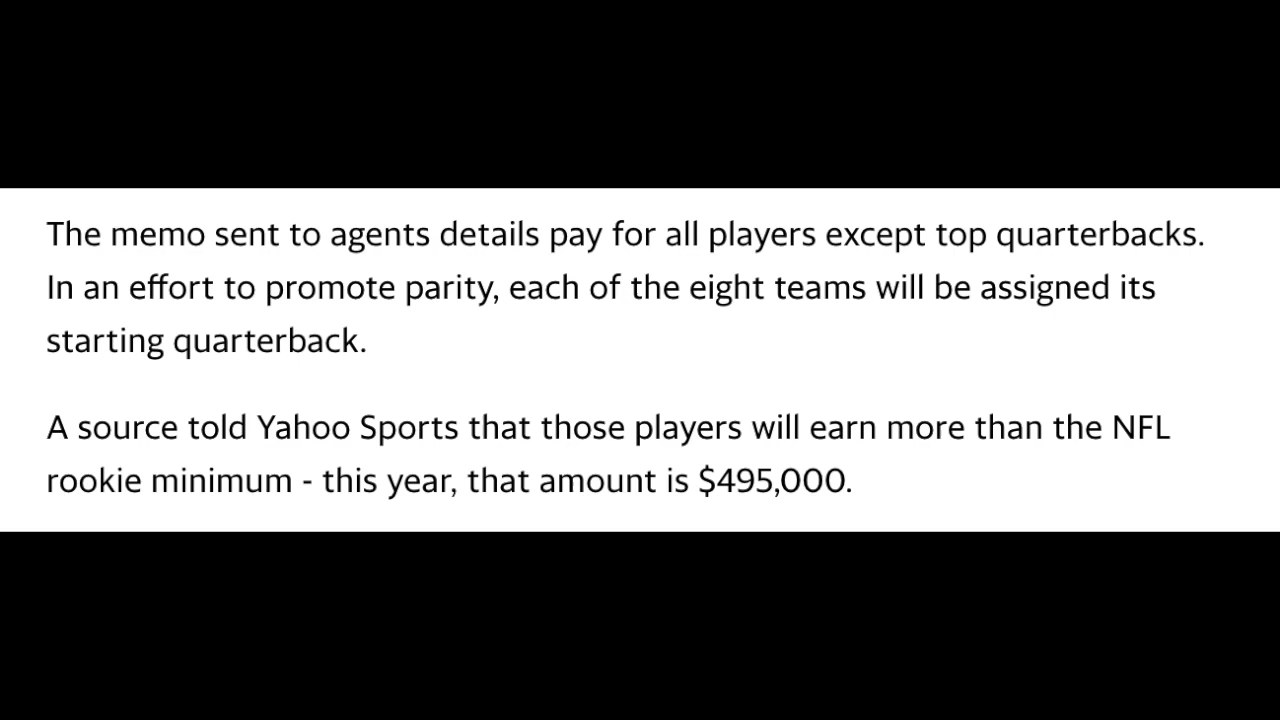 The memo sent to agents details pay for all players except top quarterbacks.
In an effort to promote parity, each of the eight teams will be assigned its
starting quarterback.
A source told Yahoo Sports that those players will earn more than the NFL
rookie minimum - this year, that amount is $495,000.